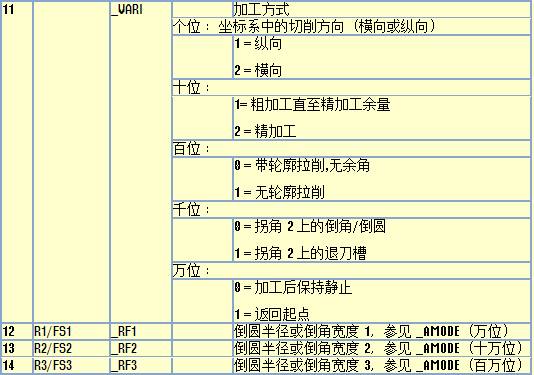 11 _VARI 加工方式
个位：坐标系中的切削方向（横向或纵向）
1 = 纵向
2 = 横向
十位：
1= 粗加工直至精加工余量
2 = 精加工
百位：
0 = 带轮廓拉削,无余角
1 = 无轮廓拉削
千位：
0 = 拐角 2 上的倒角/倒圆
1 = 拐角 2 上的退刀槽
万位：
0 = 加工后保持静止
1 = 返回起点
12 R1/FS1 _RF1 倒圆半径或倒角宽度 1，参见 _AMODE（万位）
13 R2/FS2 _RF2 倒圆半径或倒角宽度 2，参见 _AMODE（十万位）
14 R3/FS3 _RF3 倒圆半径或倒角宽度 3，参见 _AMODE（百万位）